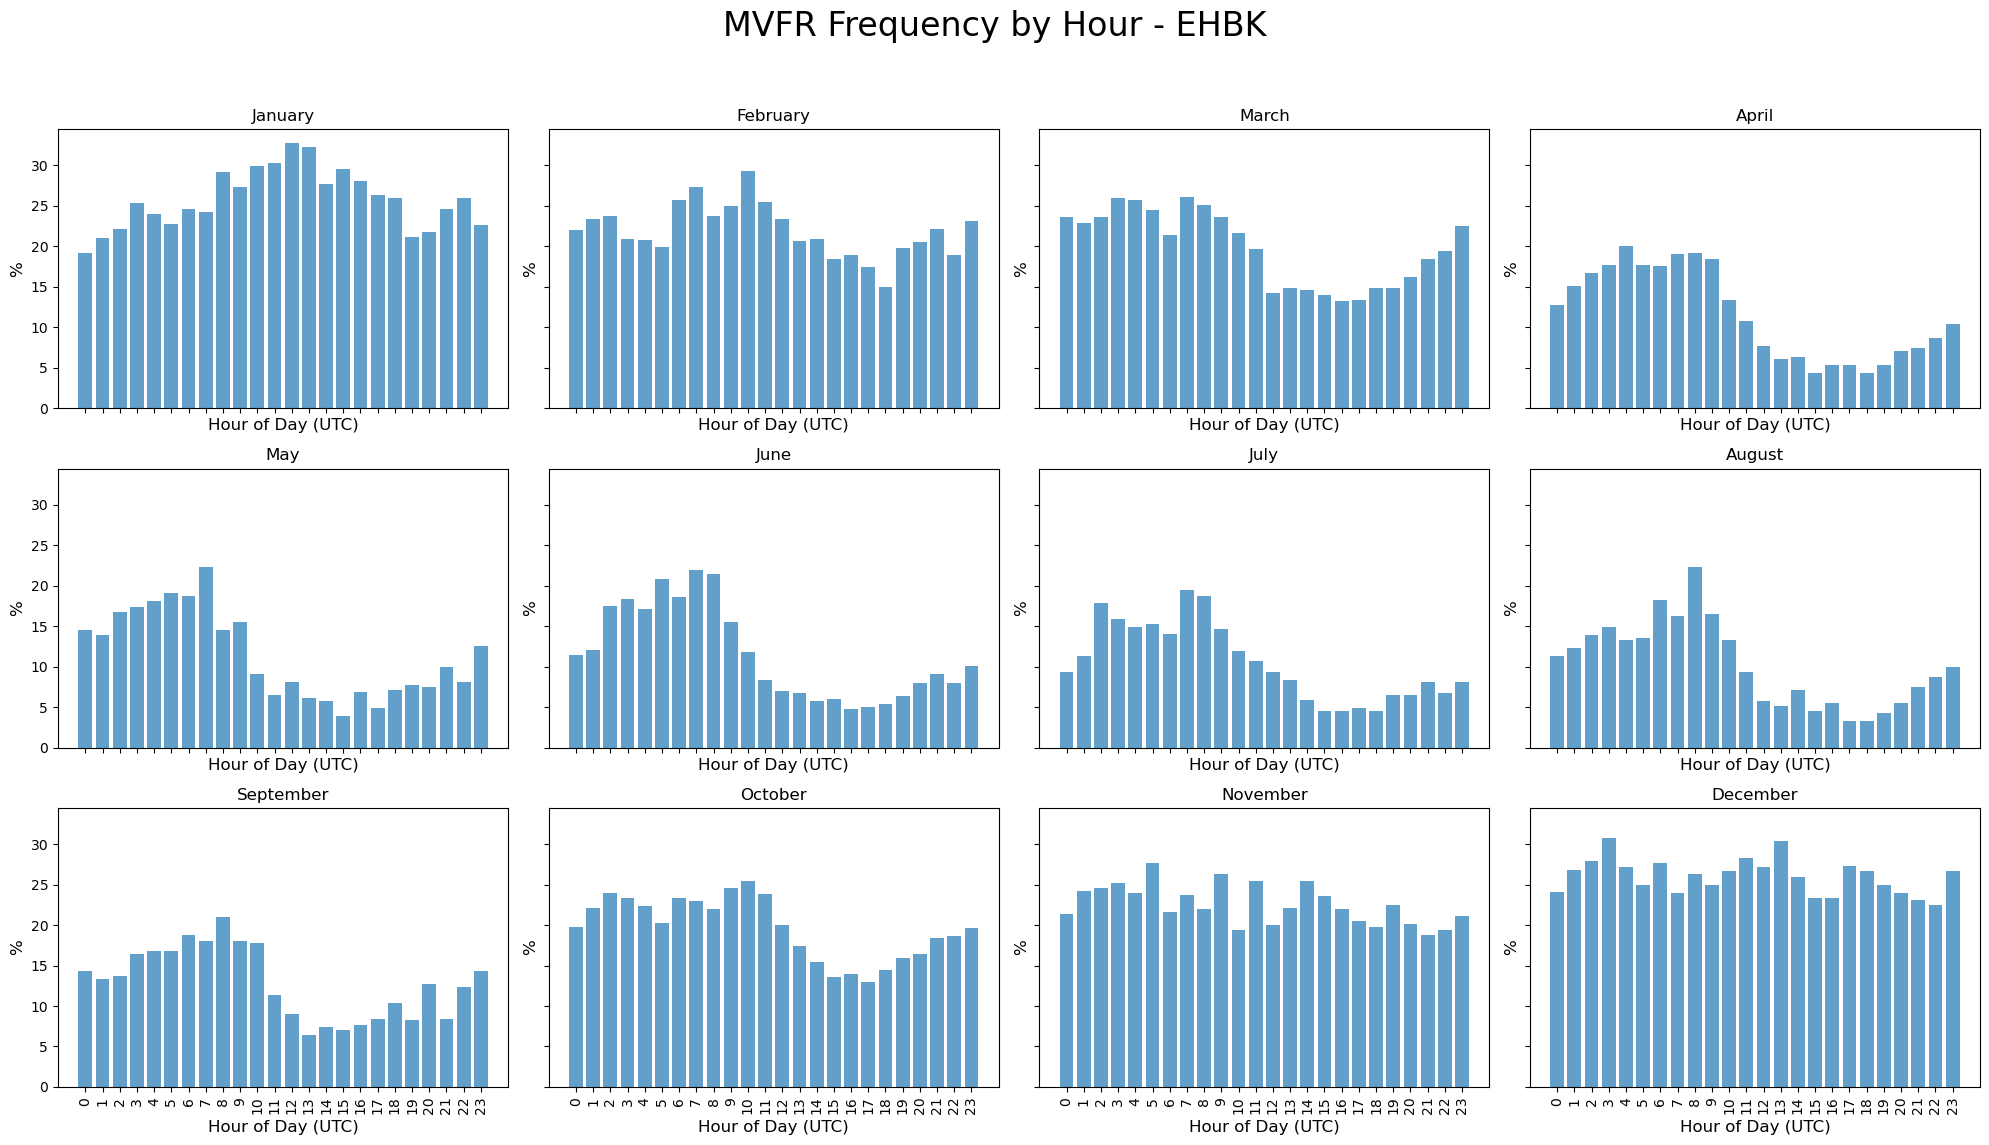 MVFR Frequency by Hour - EHBK
January
February
March
April
30
25
20
15
10
5
0
%
%
%
%
Hour of Day (UTC)
Hour of Day (UTC)
Hour of Day (UTC)
Hour of Day (UTC)
May
June
July
August
30
25
20
15
10
5
0
%
%
%
%
Hour of Day (UTC)
Hour of Day (UTC)
Hour of Day (UTC)
Hour of Day (UTC)
September
October
November
December
30
25
20
15
10
5
0
%
%
%
%
0 1 2 3 4 5 6 7 8 9 10 11 12 13 14 15 16 17 18 19 20 21 22 23
0 1 2 3 4 5 6 7 8 9 10 11 12 13 14 15 16 17 18 19 20 21 22 23
0 1 2 3 4 5 6 7 8 9 10 11 12 13 14 15 16 17 18 19 20 21 22 23
0 1 2 3 4 5 6 7 8 9 10 11 12 13 14 15 16 17 18 19 20 21 22 23
Hour of Day (UTC)
Hour of Day (UTC)
Hour of Day (UTC)
Hour of Day (UTC)